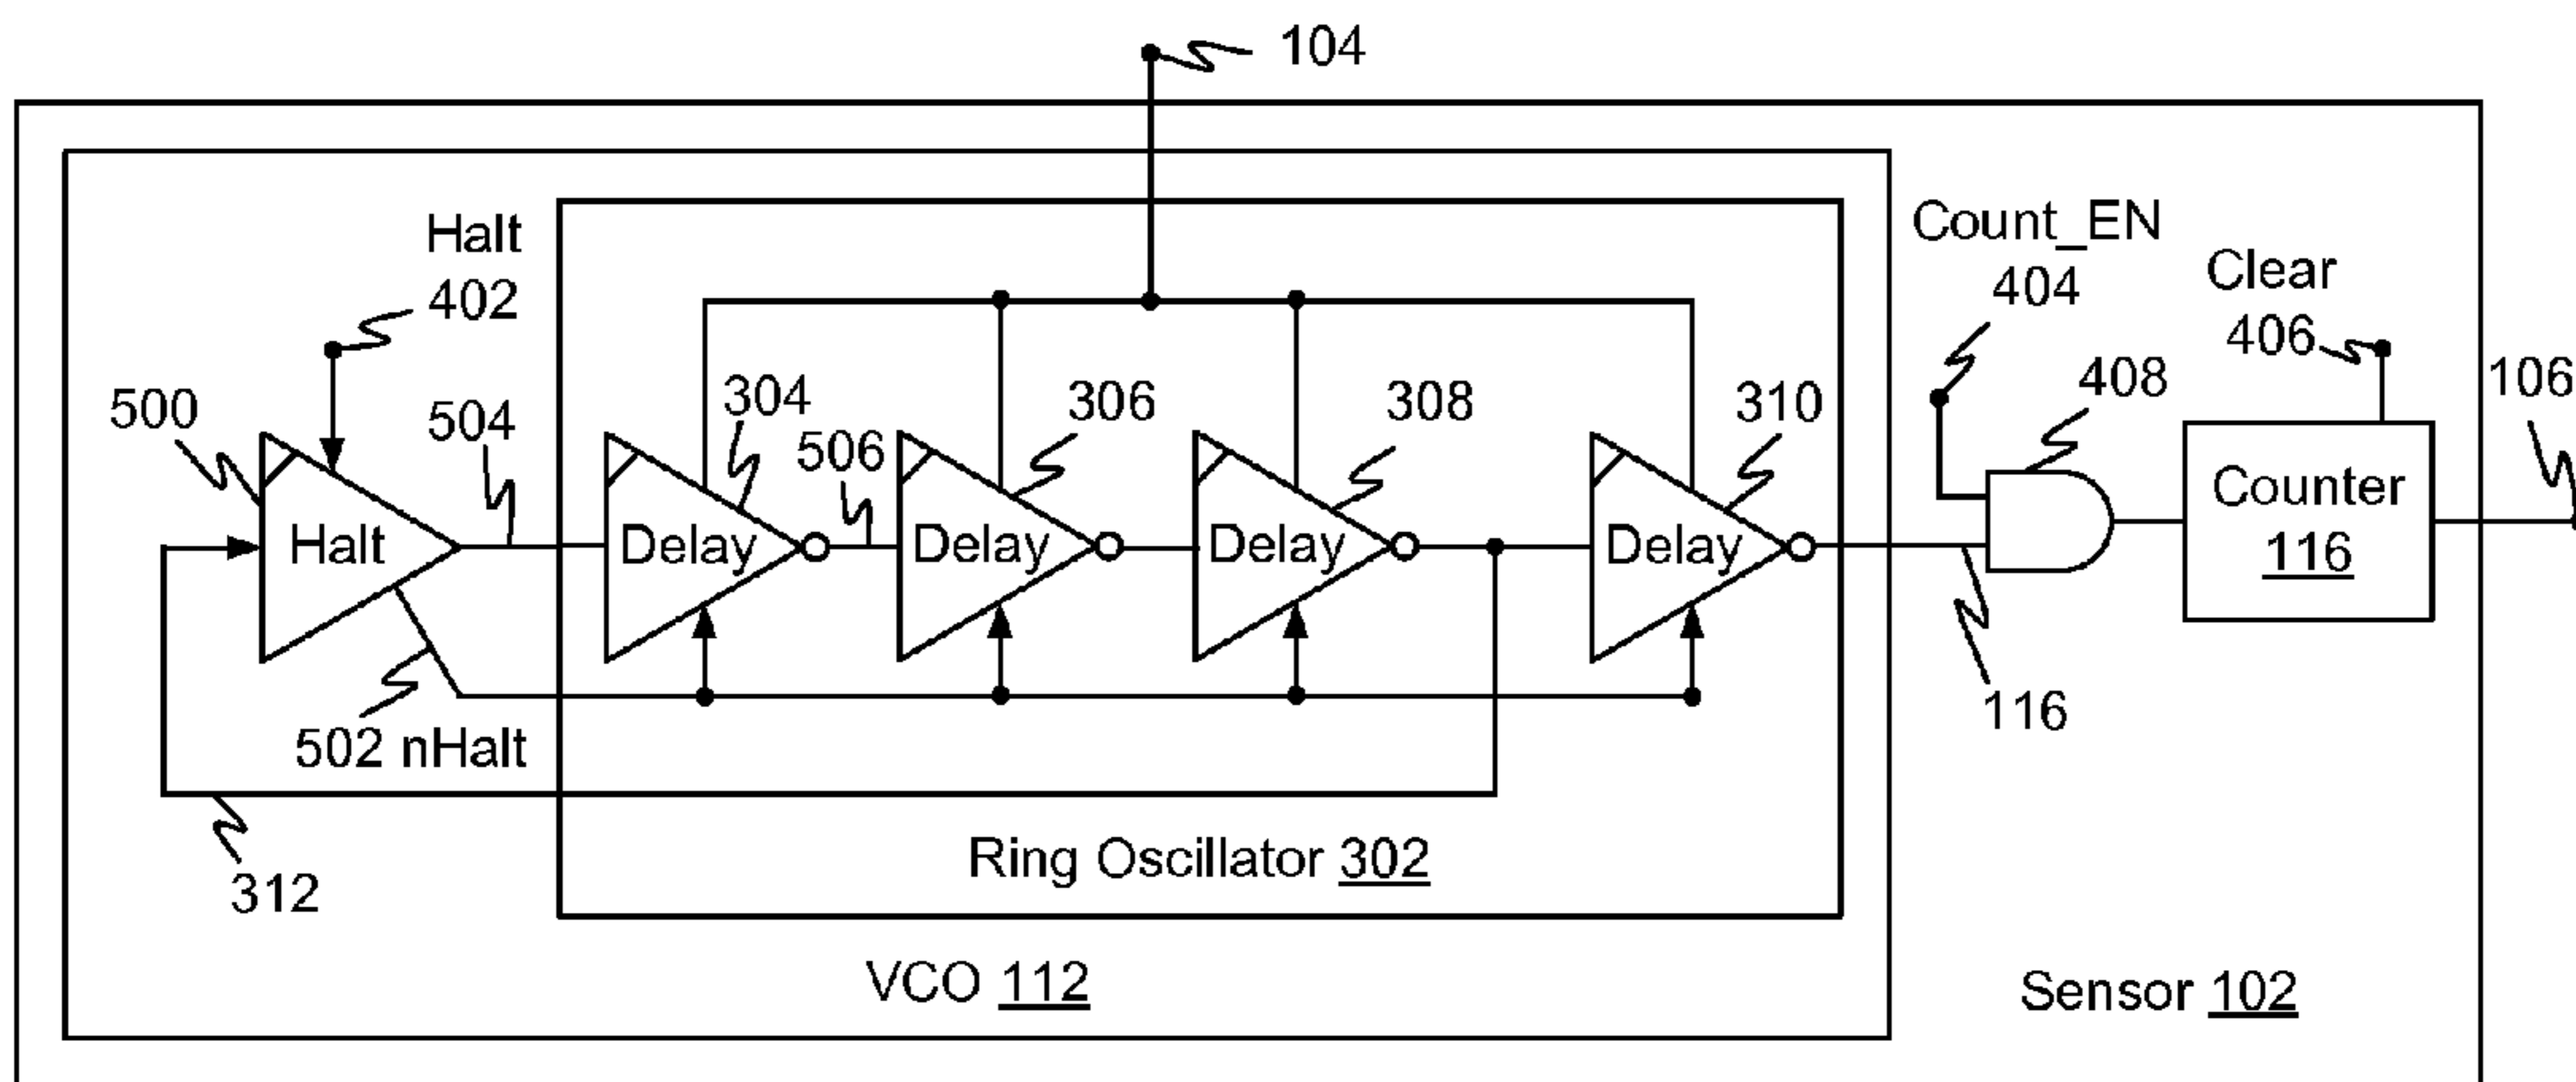 104
Halt
402
Count_EN
404
Clear
406
500
504
304
506
306
308
310
408
106
Halt
Delay
Delay
Delay
Delay
Counter
116
502 nHalt
116
312
Ring Oscillator 302
VCO 112
Sensor 102